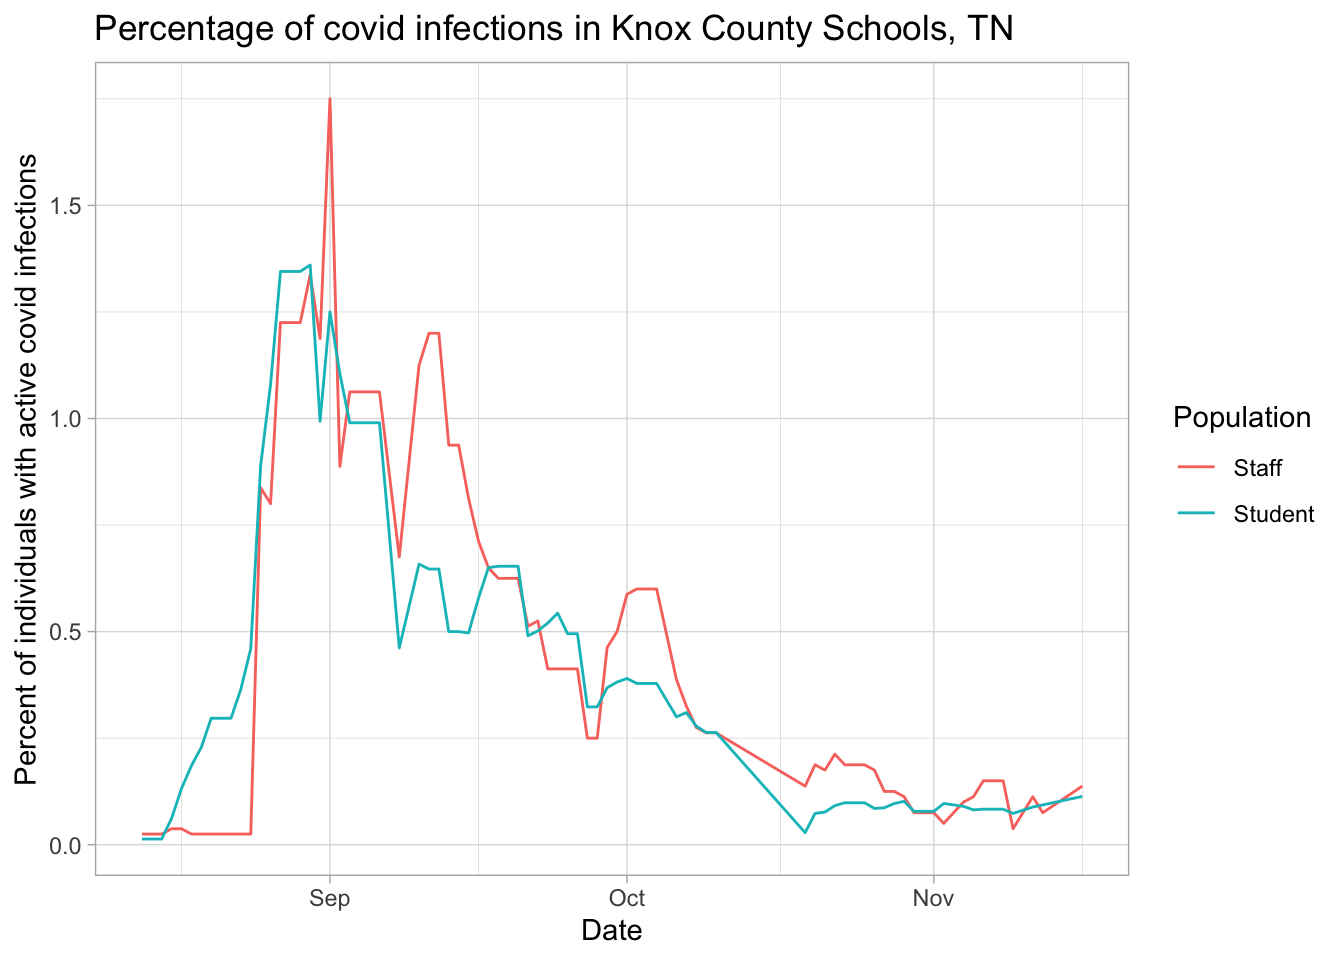 Percentage of covid infections in Knox County Schools, TN
Percent of individuals with active covid infections
1.5
1.0
0.5
0.0
Sep
Oct
Nov
Date
Population
Staff
Student